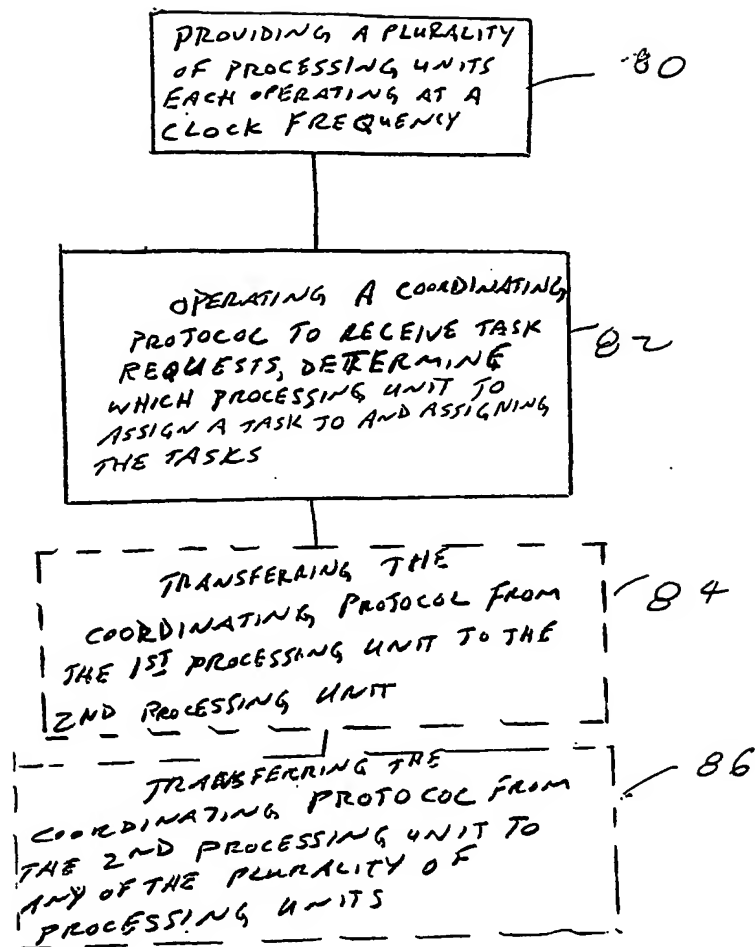 PROVIDING A PLURALITY
OF PROCESSING UNITS
EACH OPERATING AT A
CLOCK FREQUENCY
80
OPERATING A COORDINATING
PROTOCOL TO RECEIVE TASK
REQUESTS, DETERMINE
WHICH PROCESSING UNIT TO
ASSIGN A TASK TO AND ASSIGNING
THE TASKS
82
TRANSFERRING THE
COORDINATING PROTOCOL FROM
THE 1ST PROCESSING UNIT TO THE
2ND PROCESSING UNIT
84
TRANSFERRING THE
COORDINATING PROTOCOL FROM
THE 2ND PROCESSING UNIT TO
ANY OF THE PLURALITY OF
PROCESSING UNITS
86